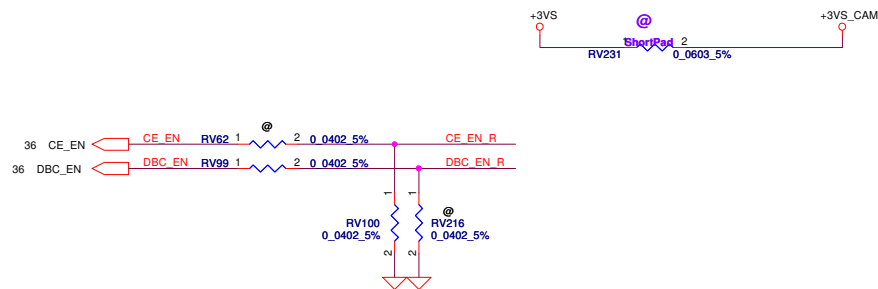 +3VS @ +3VS_CAM
1 ShortPad 2
RV231 0_0603_5%
@
36 CE_EN CE_EN RV62 1 2 0_0402_5% CE_EN_R
36 DBC_EN DBC_EN RV99 1 2 0_0402_5% DBC_EN_R
1 1
@
RV100 RV216
0_0402_5% 0_0402_5%
2 2